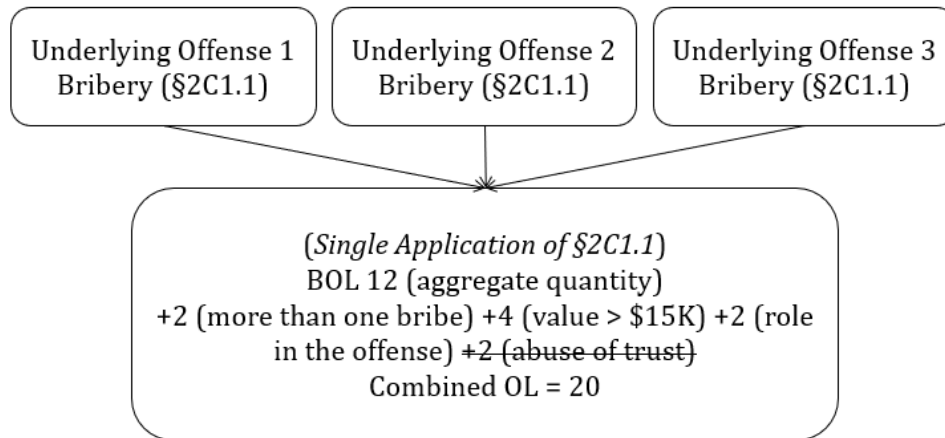 Underlying Offense 1
Bribery (§2C1.1)
Underlying Offense 2
Bribery (§2C1.1)
Underlying Offense 3
Bribery (§2C1.1)
(Single Application of §2C1.1)
BOL 12 (aggregate quantity)
+2 (more than one bribe) +4 (value > $15K) +2 (role
in the offense) +2 (abuse of trust)
Combined OL = 20